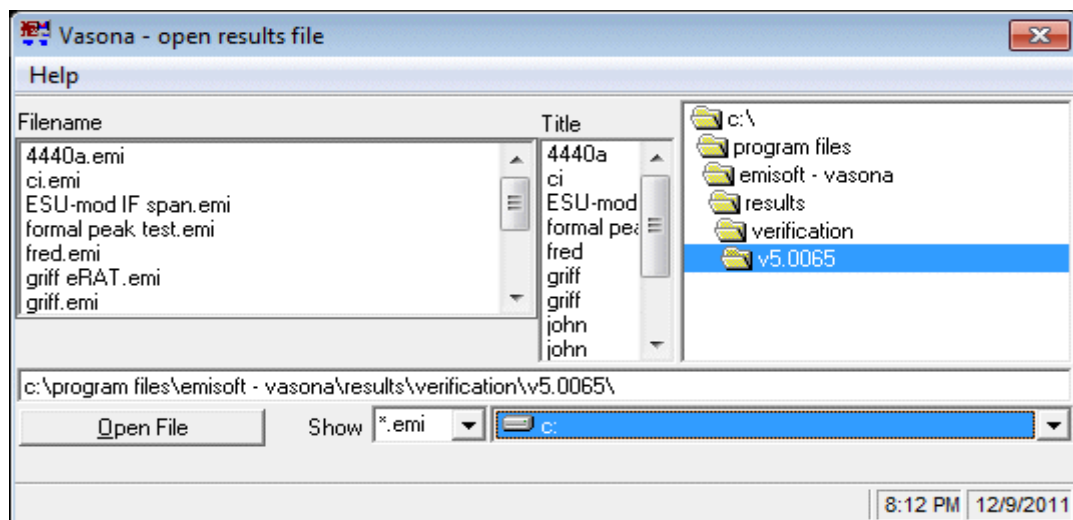 Vasona - open results file
Help
Filename
4440a.emi
ci.emi
ESU-mod IF span.emi
formal peak test.emi
fred.emi
griff eRAT.emi
griff.emi
Title
4440a
ci
ESU-mod
formal pea
fred
griff
griff
john
john
c:\
program files
emisoft - vasona
results
verification
v5.0065
c:\program files\emisoft - vasona\results\verification\v5.0065\
Open File
Show
*.emi
c:
8:12 PM
12/9/2011